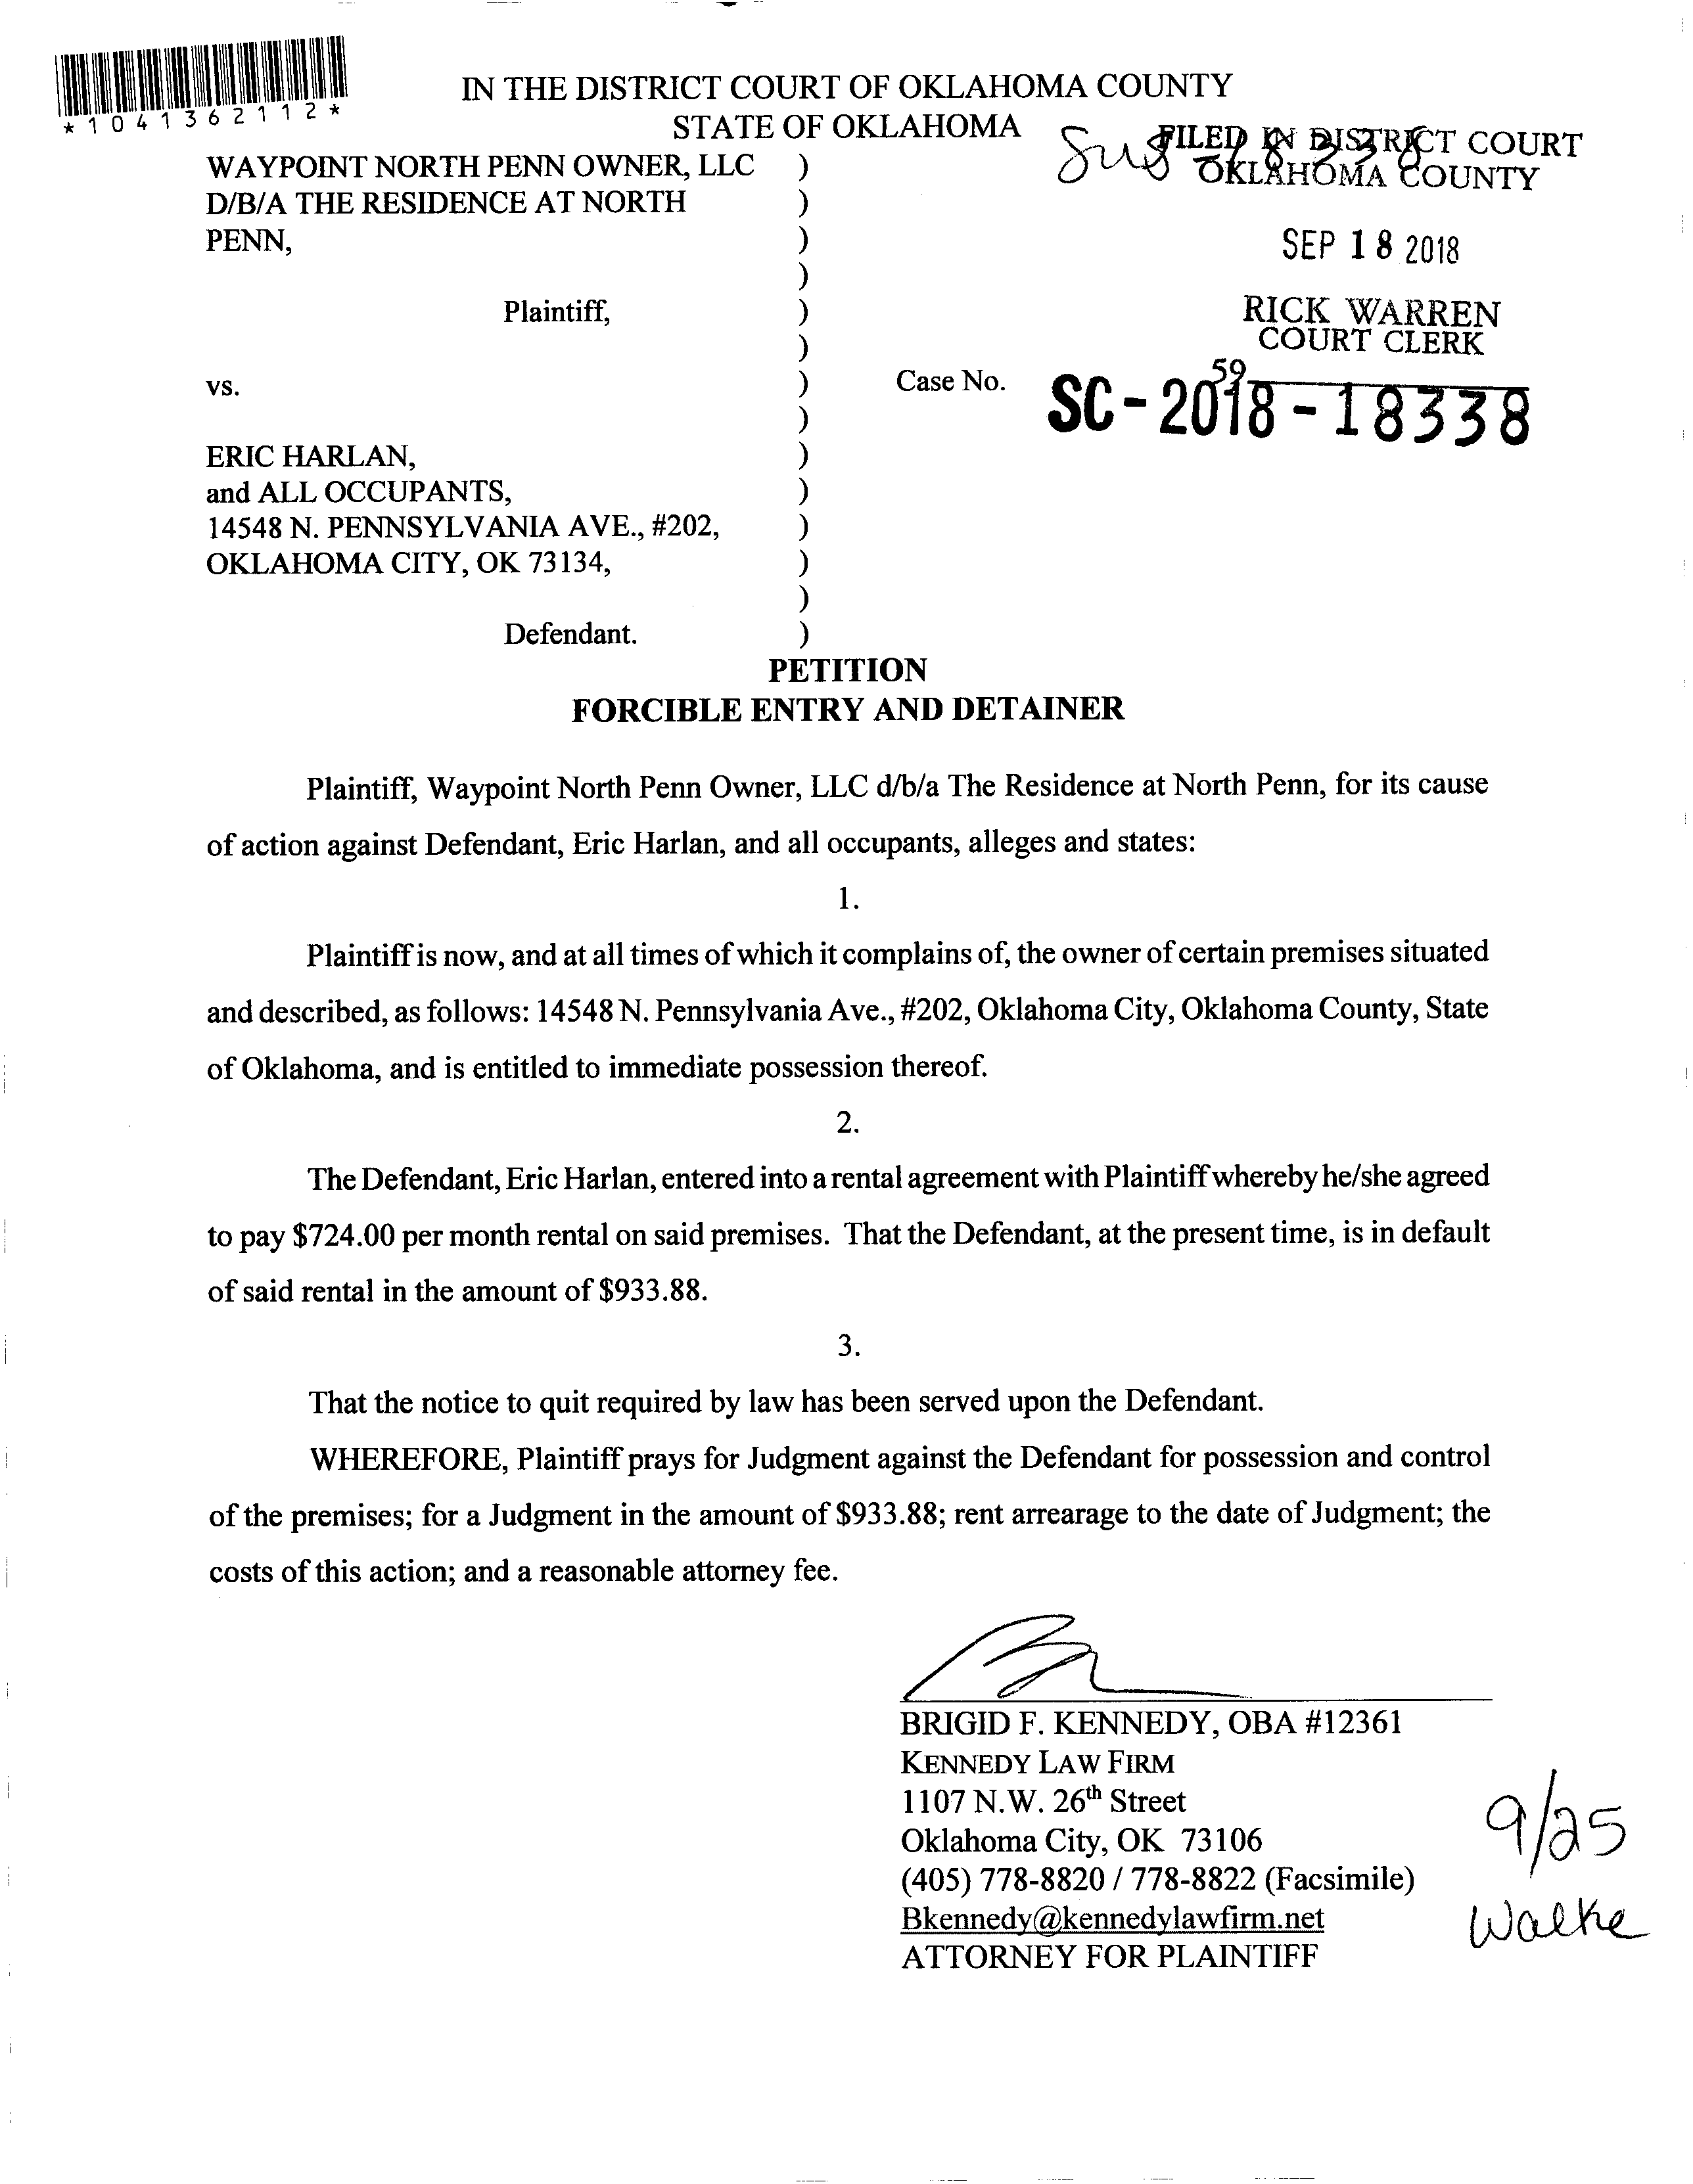 *1041362112*
IN THE DISTRICT COURT OF OKLAHOMA COUNTY
STATE OF OKLAHOMA
FILED IN DISTRICT COURT
OKLAHOMA COUNTY
SEP 18 2018
RICK WARREN
COURT CLERK
59
WAYPOINT NORTH PENN OWNER, LLC )
D/B/A THE RESIDENCE AT NORTH )
PENN, )
)
Plaintiff, )
)
vs. ) Case No. SC-2018-18338
)
ERIC HARLAN, )
and ALL OCCUPANTS, )
14548 N. PENNSYLVANIA AVE., #202, )
OKLAHOMA CITY, OK 73134, )
)
Defendant. )
PETITION
FORCIBLE ENTRY AND DETAINER
Plaintiff, Waypoint North Penn Owner, LLC d/b/a The Residence at North Penn, for its cause
of action against Defendant, Eric Harlan, and all occupants, alleges and states:
1.
Plaintiff is now, and at all times of which it complains of, the owner of certain premises situated
and described, as follows: 14548 N. Pennsylvania Ave., #202, Oklahoma City, Oklahoma County, State
of Oklahoma, and is entitled to immediate possession thereof.
2.
The Defendant, Eric Harlan, entered into a rental agreement with Plaintiff whereby he/she agreed
to pay $724.00 per month rental on said premises. That the Defendant, at the present time, is in default
of said rental in the amount of $933.88.
3.
That the notice to quit required by law has been served upon the Defendant.
WHEREFORE, Plaintiff prays for Judgment against the Defendant for possession and control
of the premises; for a Judgment in the amount of $933.88; rent arrearage to the date of Judgment; the
costs of this action; and a reasonable attorney fee.
BRIGID F. KENNEDY, OBA #12361
KENNEDY LAW FIRM
1107 N.W. 26th Street
Oklahoma City, OK 73106
(405) 778-8820 / 778-8822 (Facsimile)
Bkennedy@kennedylawfirm.net
ATTORNEY FOR PLAINTIFF
9/25
Walke